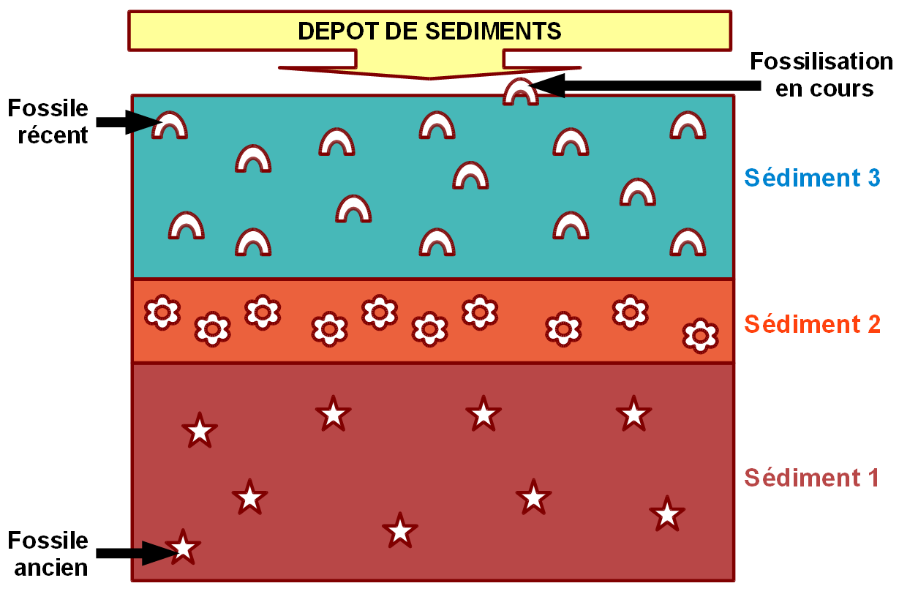 DEPOT DE SEDIMENTS
Fossilisation
en cours
Fossile
récent
Sédiment 3
Sédiment 2
Sédiment 1
Fossile
ancien